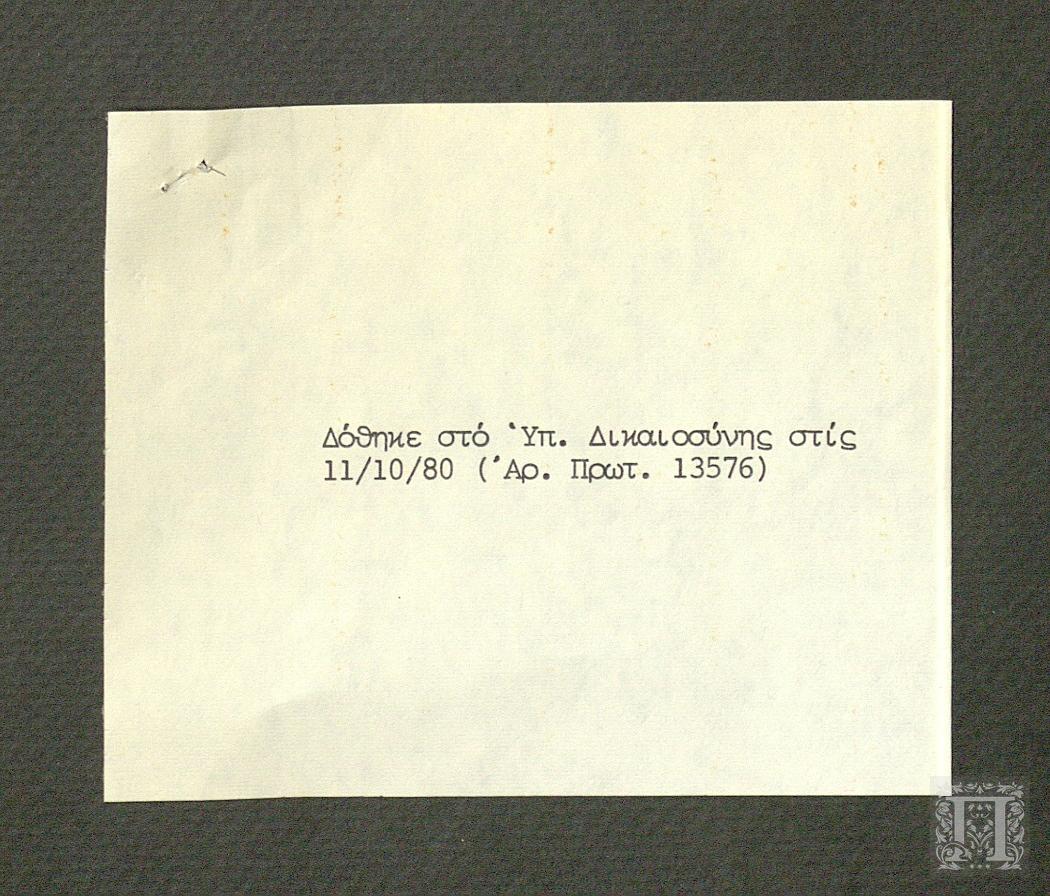 Δόθηκε στό Ὑπ. Δικαιοσύνης στίς
11/10/80 (Ἀρ. Πρωτ. 13576)